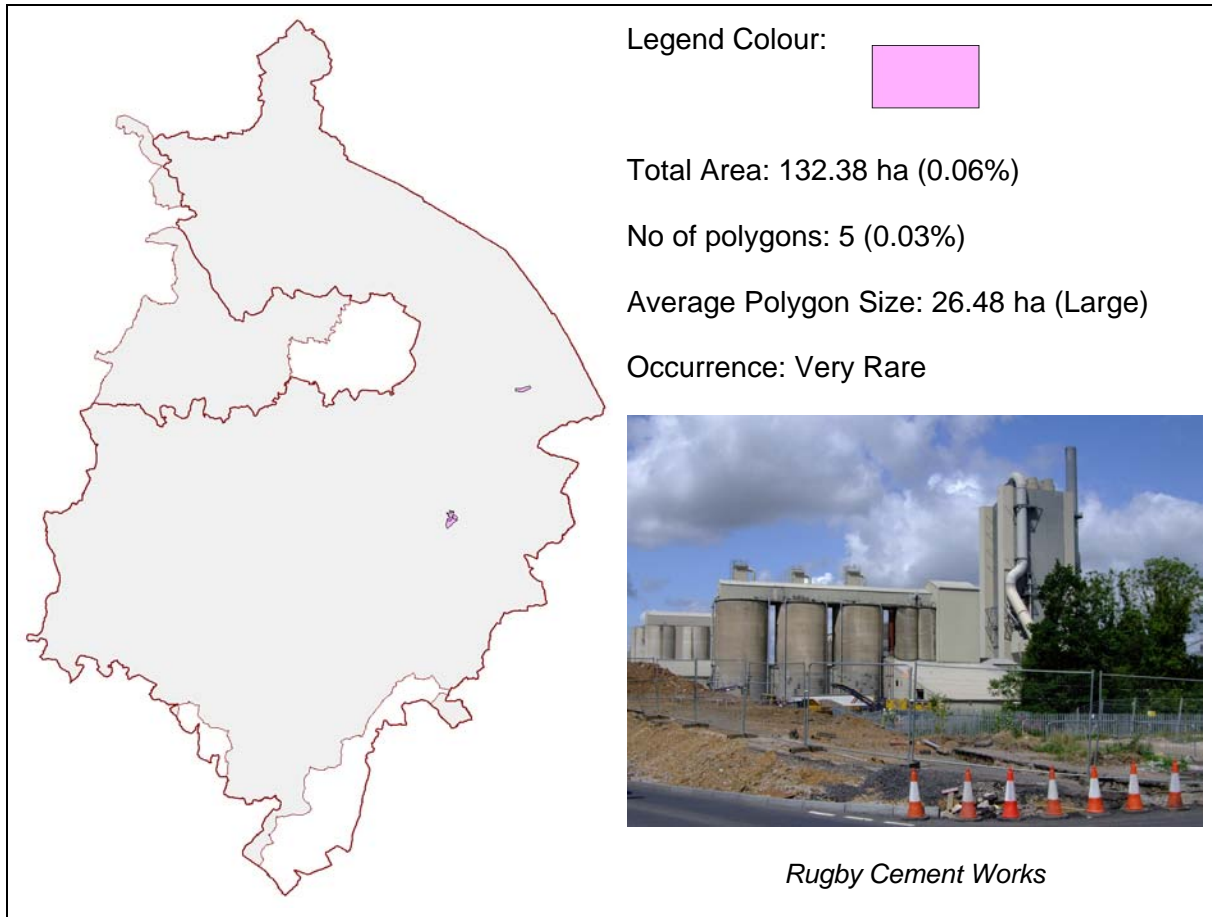 Legend Colour:
Total Area: 132.38 ha (0.06%)
No of polygons: 5 (0.03%)
Average Polygon Size: 26.48 ha (Large)
Occurrence: Very Rare
Rugby Cement Works